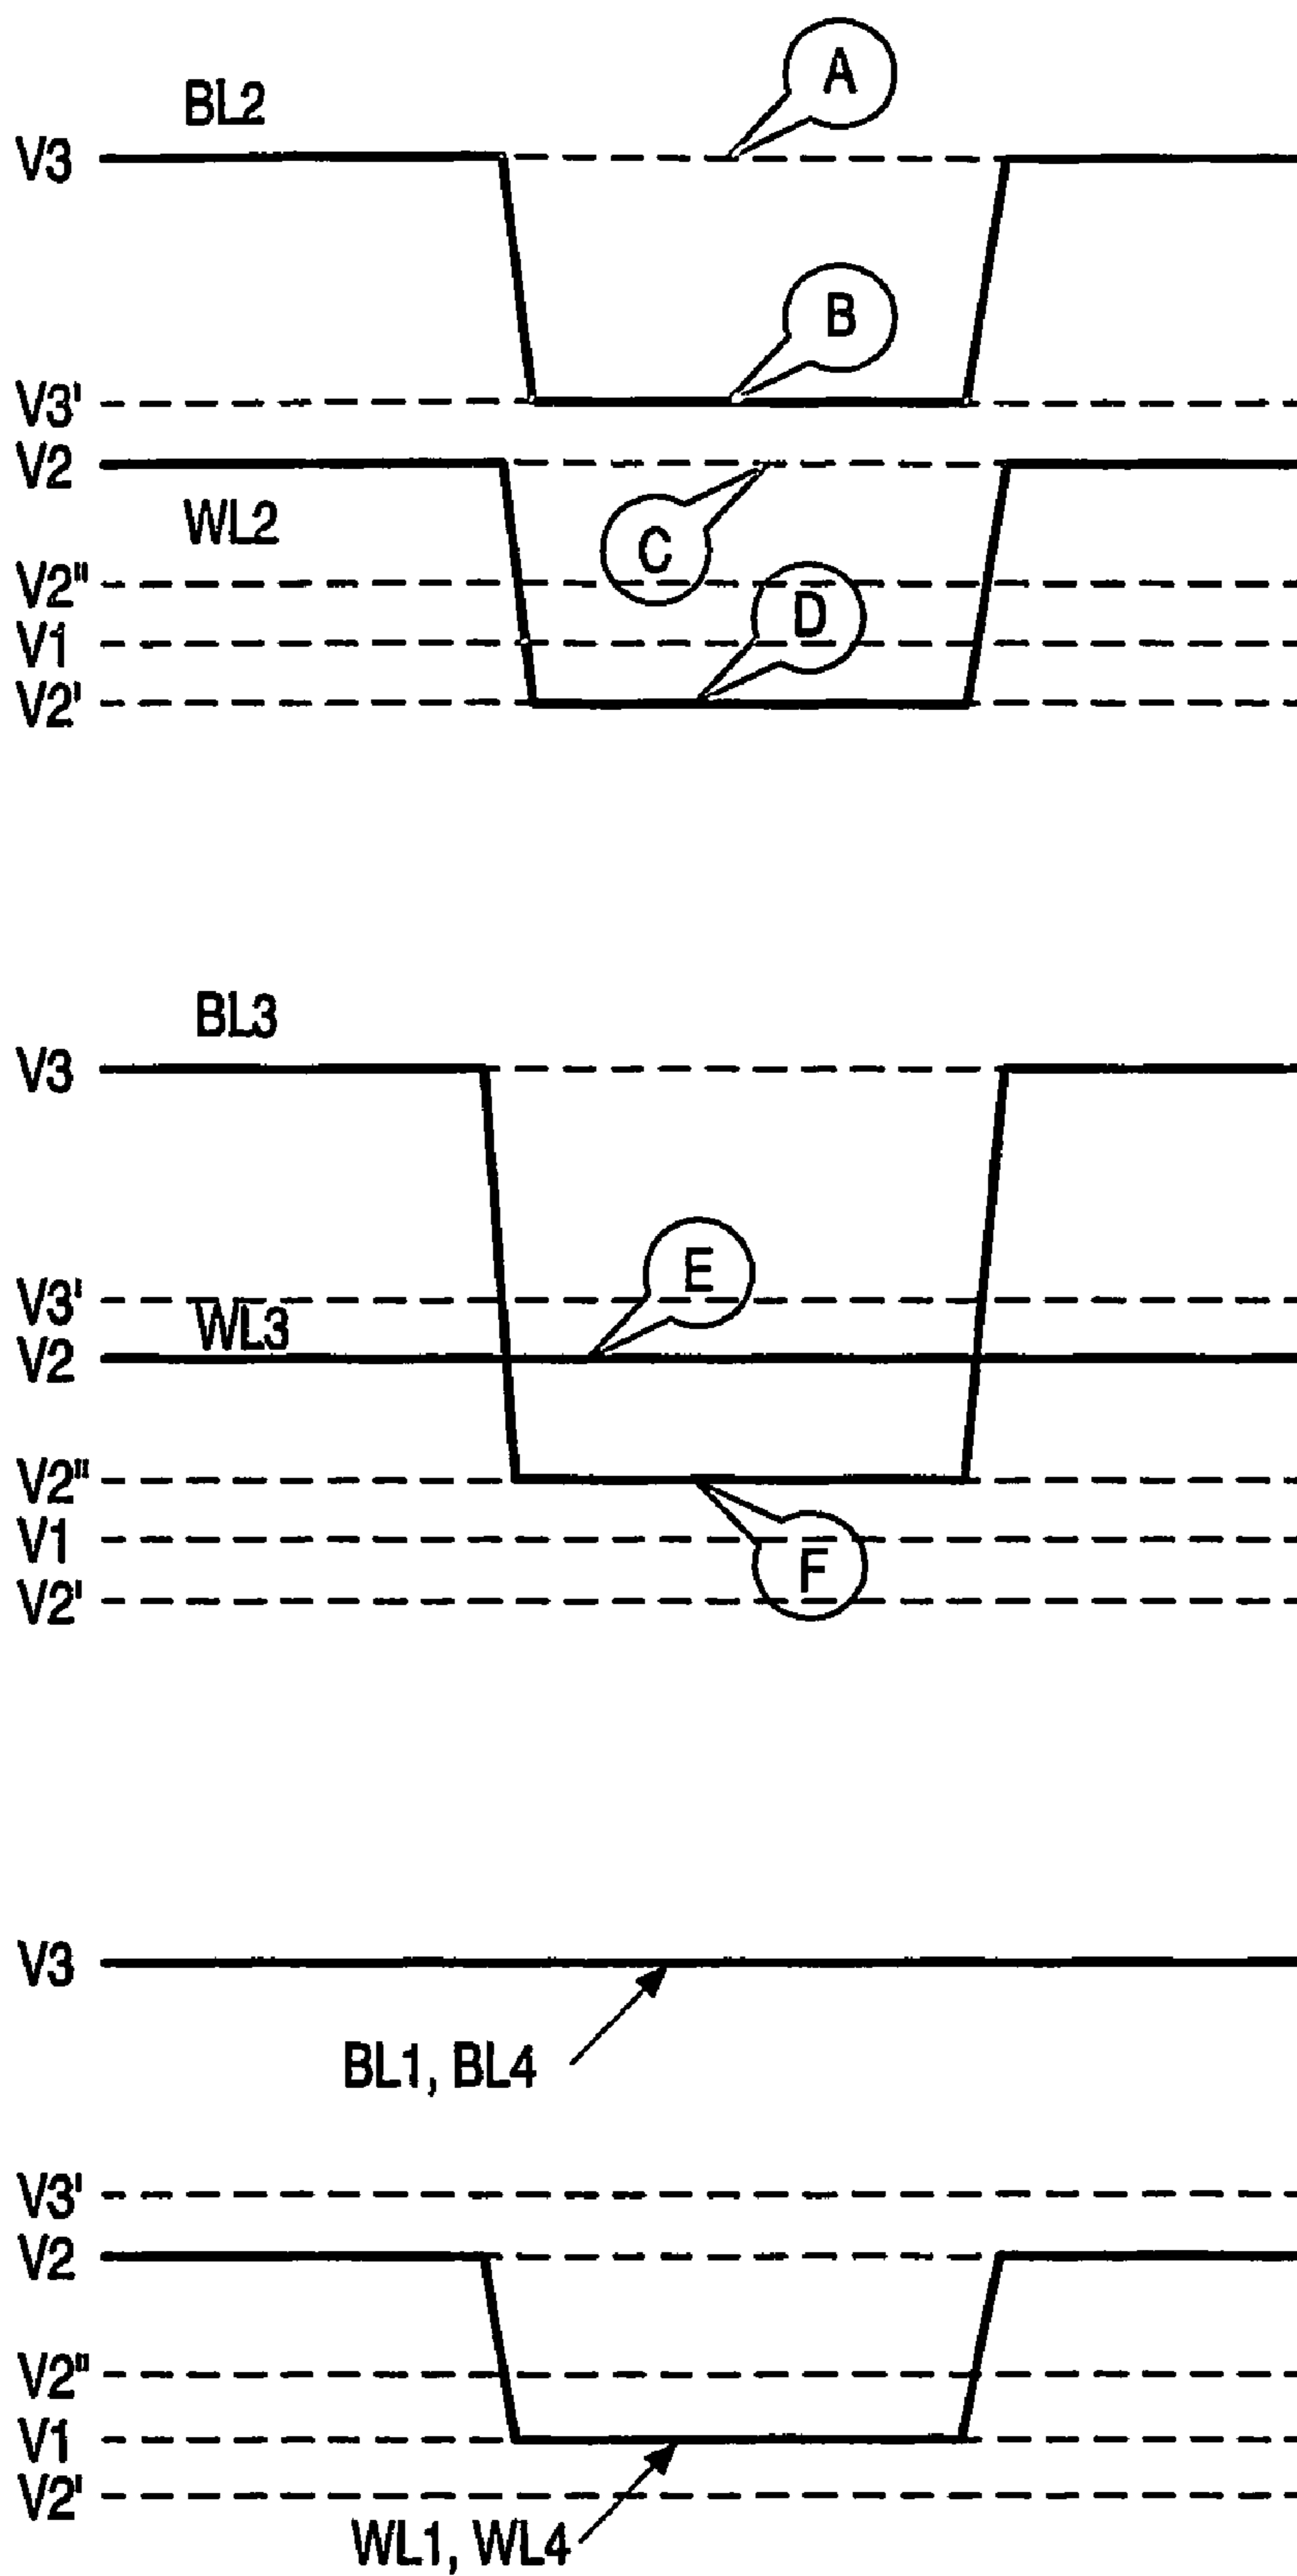 A
BL2
V3
B
V3'
V2
WL2
C
V2"
D
V1
V2'
BL3
V3
E
V3'
WL3
V2
V2"
V1
F
V2'
V3
BL1, BL4
V3'
V2
V2"
V1
V2'
WL1, WL4